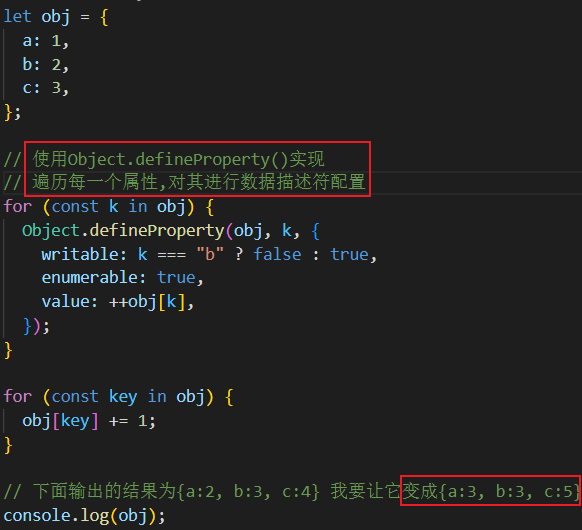 let obj = {
  a: 1,
  b: 2,
  c: 3,
};
// 使用Object.defineProperty()实现
// 遍历每一个属性,对其进行数据描述符配置
for (const k in obj) {
  Object.defineProperty(obj, k, {
    writable: k === "b" ? false : true,
    enumerable: true,
    value: ++obj[k],
  });
}
for (const key in obj) {
  obj[key] += 1;
}
// 下面输出的结果为{a:2, b:3, c:4} 我要让它变成{a:3, b:3, c:5}
console.log(obj);